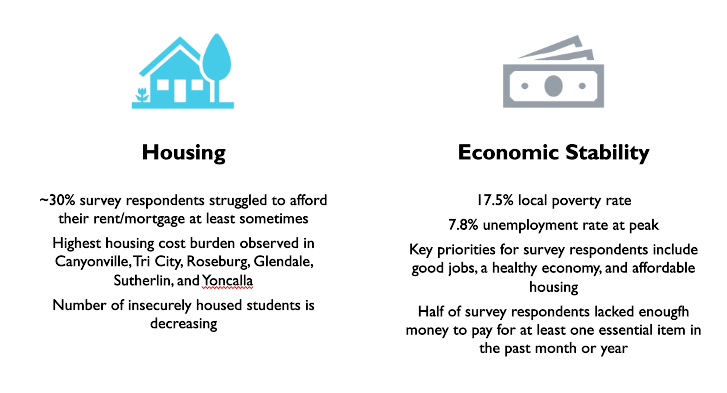 Housing
~30% survey respondents struggled to afford
their rent/mortgage at least sometimes
Highest housing cost burden observed in
Canyonville, Tri City, Roseburg, Glendale,
Sutherlin, and Yoncalla
Number of insecurely housed students is
decreasing
Economic Stability
17.5% local poverty rate
7.8% unemployment rate at peak
Key priorities for survey respondents include
good jobs, a healthy economy, and affordable
housing
Half of survey respondents lacked enougfh
money to pay for at least one essential item in
the past month or year